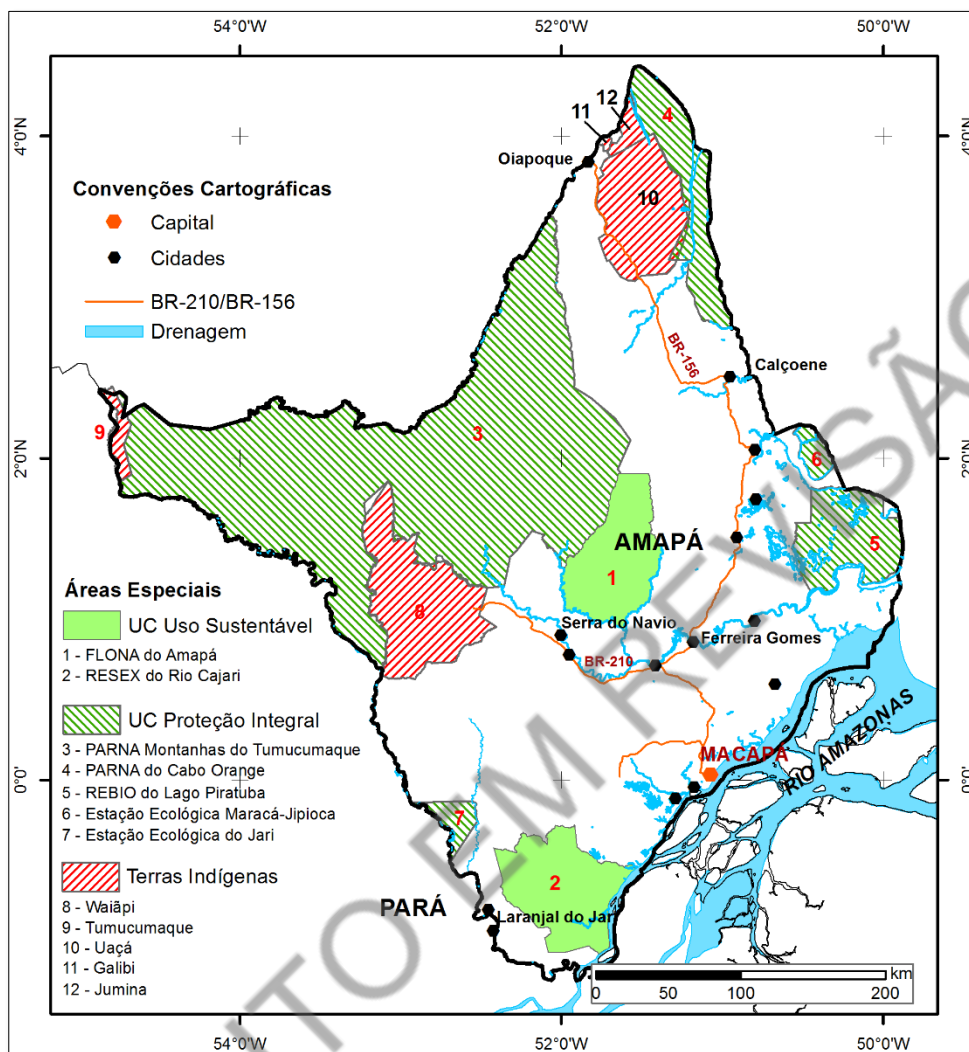 54°0'W 52°0'W 50°0'W
4°0'N 4°0'N
12
11
4
Oiapoque
10
Convenções Cartográficas
Capital
Cidades
BR-210/BR-156
Drenagem
BR-156
Calçoene
9
3
2°0'N 2°0'N
6
5
AMAPÁ
1
8
Áreas Especiais
UC Uso Sustentável
1 - FLONA do Amapá
2 - RESEX do Rio Cajari
Serra do Navio
Ferreira Gomes
BR-210
UC Proteção Integral
3 - PARNA Montanhas do Tumucumaque
4 - PARNA do Cabo Orange
5 - REBIO do Lago Piratuba
6 - Estação Ecológica Maracá-Jipioca
7 - Estação Ecológica do Jari
MACAPÁ
RIO AMAZONAS
0°0' 0°0'
7
Terras Indígenas
8 - Waiãpi
9 - Tumucumaque
10 - Uaçá
11 - Galibi
12 - Jumina
2
PARÁ
Laranjal do Jar
km
0 50 100 200
54°0'W 52°0'W 50°0'W
ITO EM REVISÃO